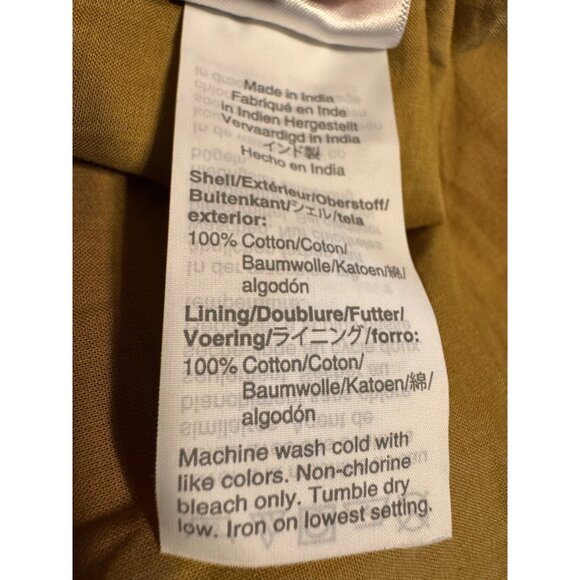 Made in India
Fabriqué en Inde
in Indien Hergestellt
Vervaardigd in India
インド製
Hecho en India
Shell/Extérieur/Oberstoff/
Buitenkant/シェル/tela
exterior:
100% Cotton/Coton/
Baumwolle/Katoen/綿/
algodón
Lining/Doublure/Futter/
Voering/ライニング/forro:
100% Cotton/Coton/
Baumwolle/Katoen/綿/
algodón
Machine wash cold with
like colors. Non-chlorine
bleach only. Tumble dry
low. Iron on lowest setting.